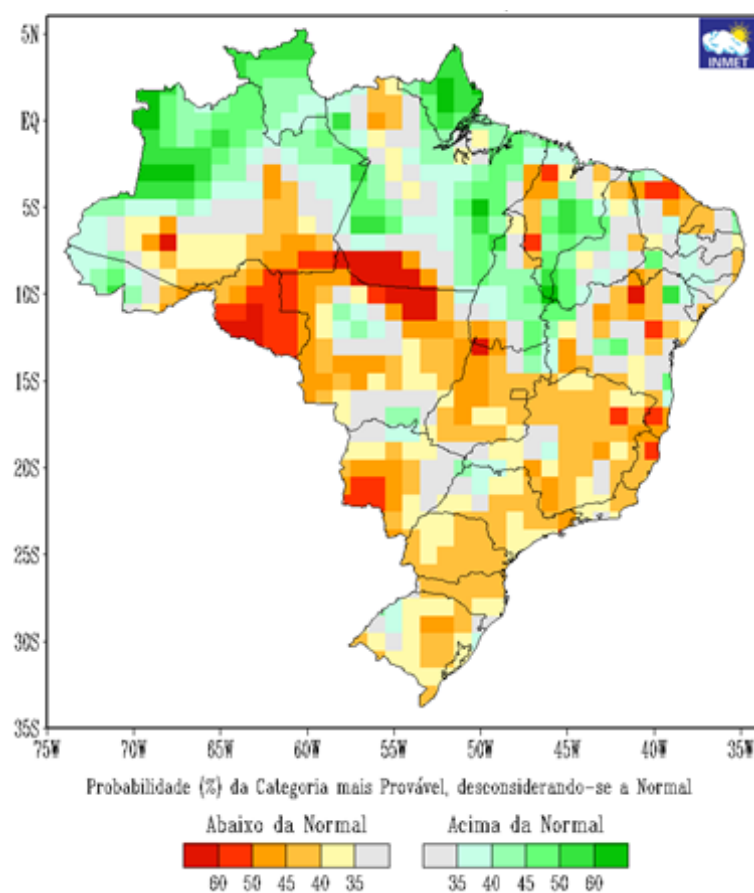 INMET
5N
EQ
5S
10S
15S
20S
25S
30S
35S
75W 70W 65W 60W 55W 50W 45W 40W 35W
Probabilidade (%) da Categoria mais Provável, desconsiderando-se a Normal
Abaixo da Normal Acima da Normal
60 50 45 40 35 35 40 45 50 60